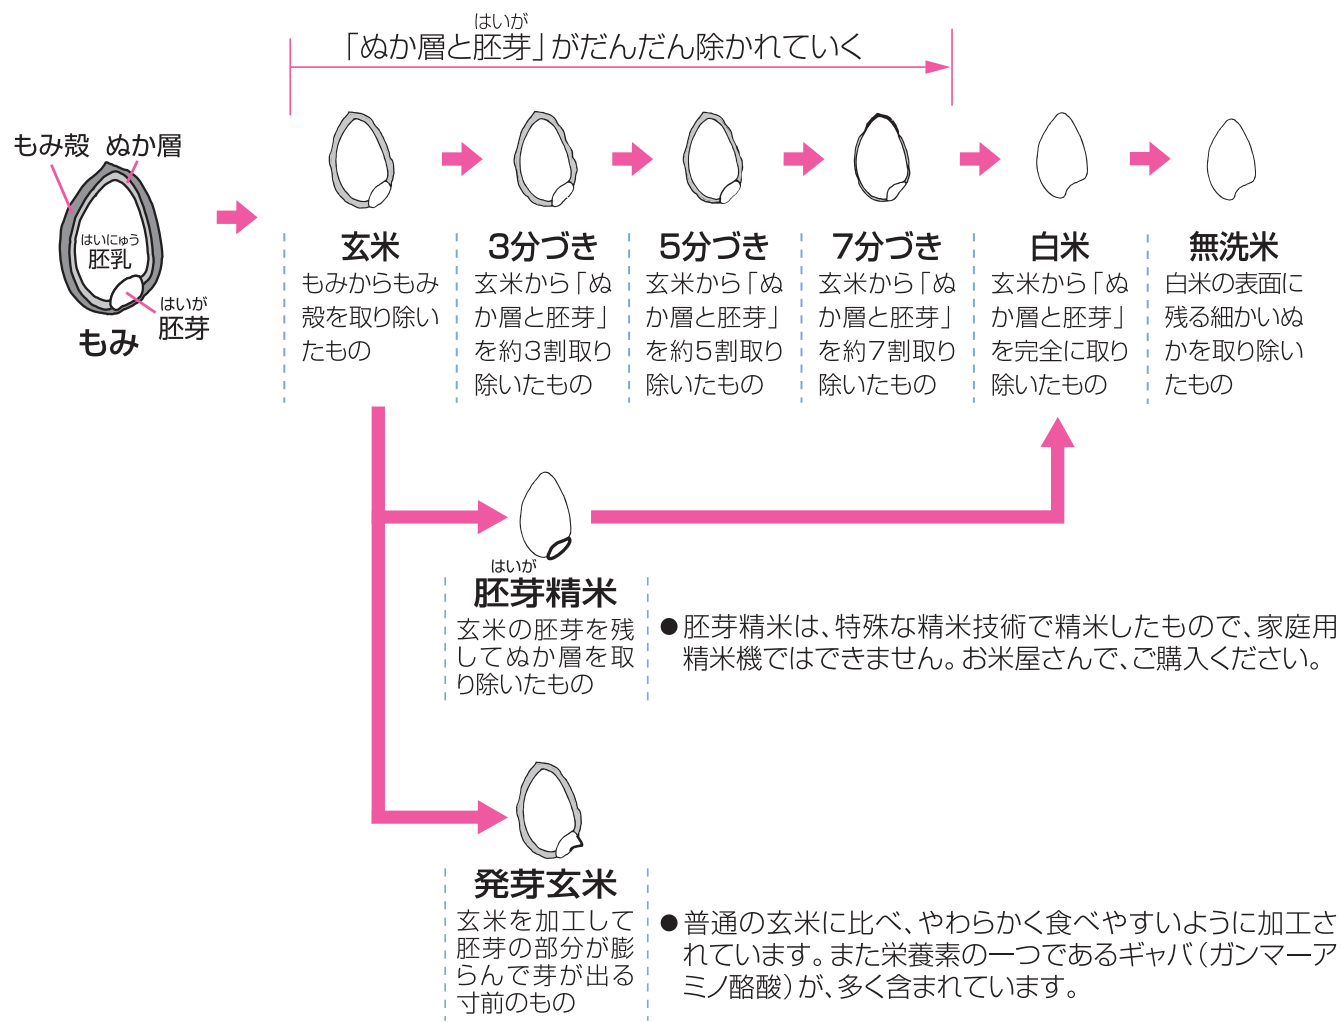 はいが
「ぬか層と胚芽」がだんだん除かれていく
もみ殻 ぬか層
はいにゅう
胚乳
はいが
胚芽
もみ
玄米
もみからもみ
殻を取り除い
たもの
3分づき
玄米から「ぬ
か層と胚芽」
を約3割取り
除いたもの
5分づき
玄米から「ぬ
か層と胚芽」
を約5割取り
除いたもの
7分づき
玄米から「ぬ
か層と胚芽」
を約7割取り
除いたもの
白米
玄米から「ぬ
か層と胚芽」
を完全に取り
除いたもの
無洗米
白米の表面に
残る細かいぬ
かを取り除い
たもの
はいが
胚芽精米
玄米の胚芽を残
してぬか層を取
り除いたもの
●胚芽精米は、特殊な精米技術で精米したもので、家庭用
精米機ではできません。お米屋さんで、ご購入ください。
発芽玄米
玄米を加工して
胚芽の部分が膨
らんで芽が出る
寸前のもの
●普通の玄米に比べ、やわらかく食べやすいように加工さ
れています。また栄養素の一つであるギャバ(ガンマーア
ミノ酪酸)が、多く含まれています。